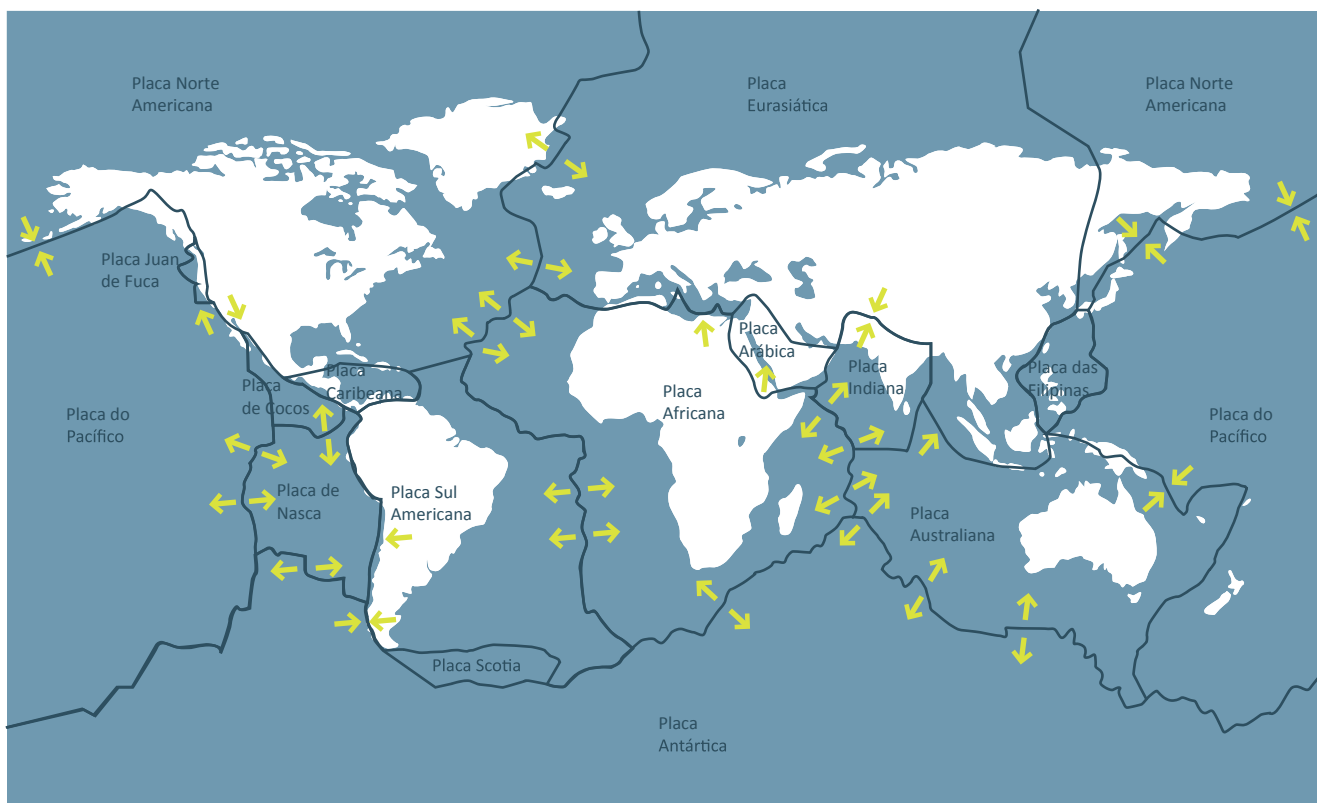 Placa Norte
Americana
Placa
Eurasiática
Placa Norte
Americana
Placa Juan
de Fuca
Placa
Arábica
Placa
Caribeana
Placa
Indiana
Placa das
Filipinas
Placa
de Cocos
Placa do
Pacífico
Placa
Africana
Placa do
Pacífico
Placa de
Nasca
Placa Sul
Americana
Placa
Australiana
Placa Scotia
Placa
Antártica